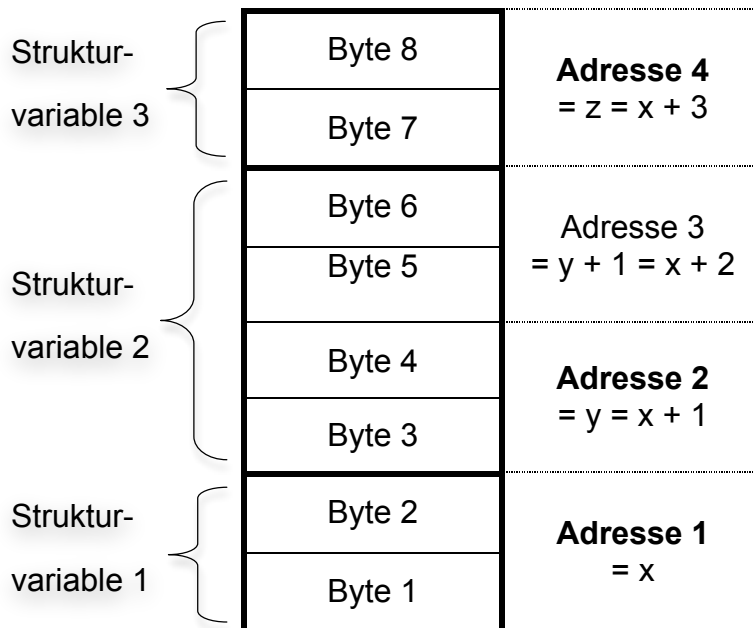 Struktur-
variable 3
Byte 8
Byte 7
Adresse 4
= z = x + 3
Struktur-
variable 2
Byte 6
Byte 5
Byte 4
Byte 3
Adresse 3
= y + 1 = x + 2
Adresse 2
= y = x + 1
Struktur-
variable 1
Byte 2
Byte 1
Adresse 1
= x